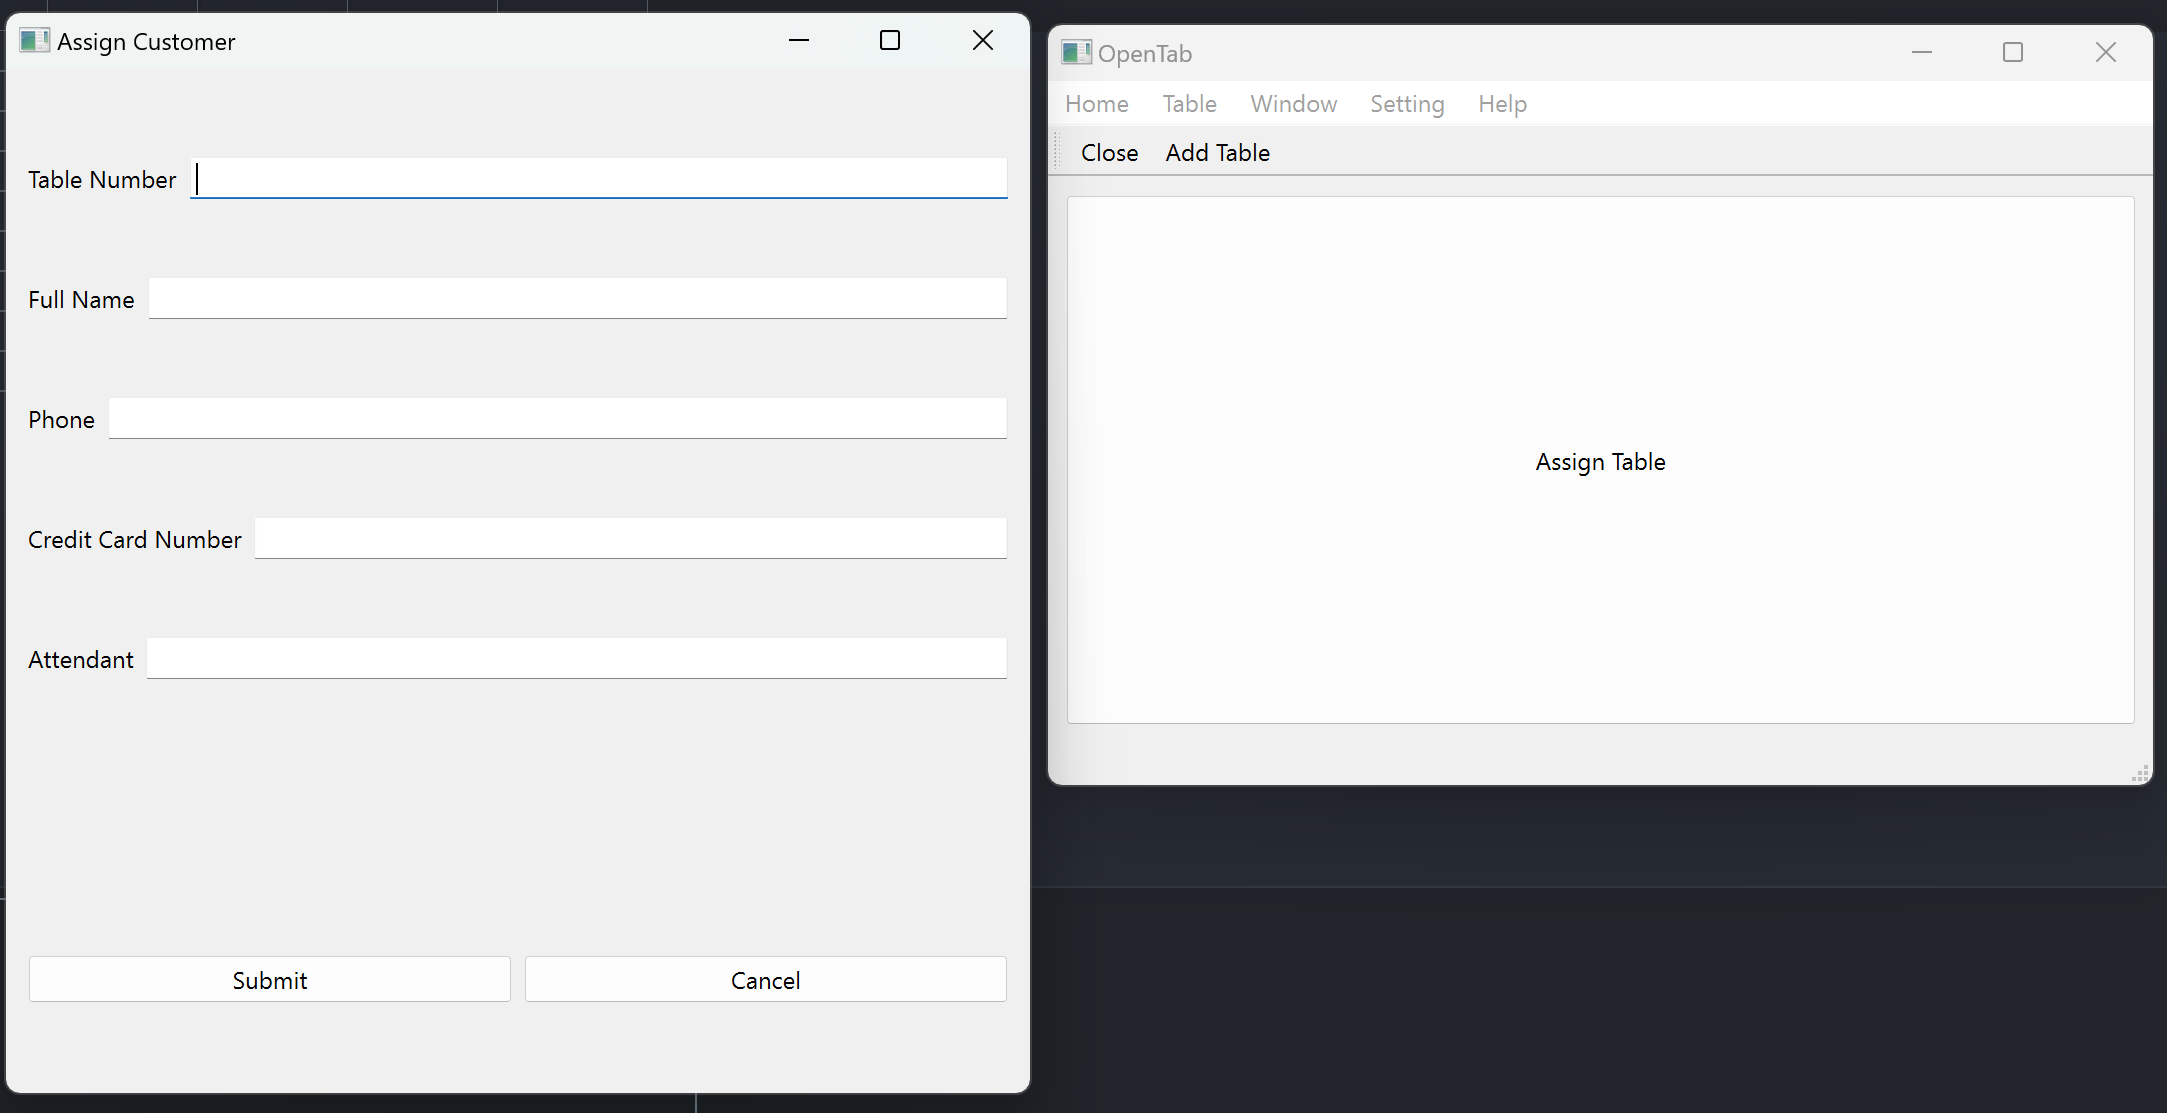 Assign Customer
Table Number
Full Name
Phone
Credit Card Number
Attendant
Submit Cancel
OpenTab
Home Table Window Setting Help
Close Add Table
Assign Table